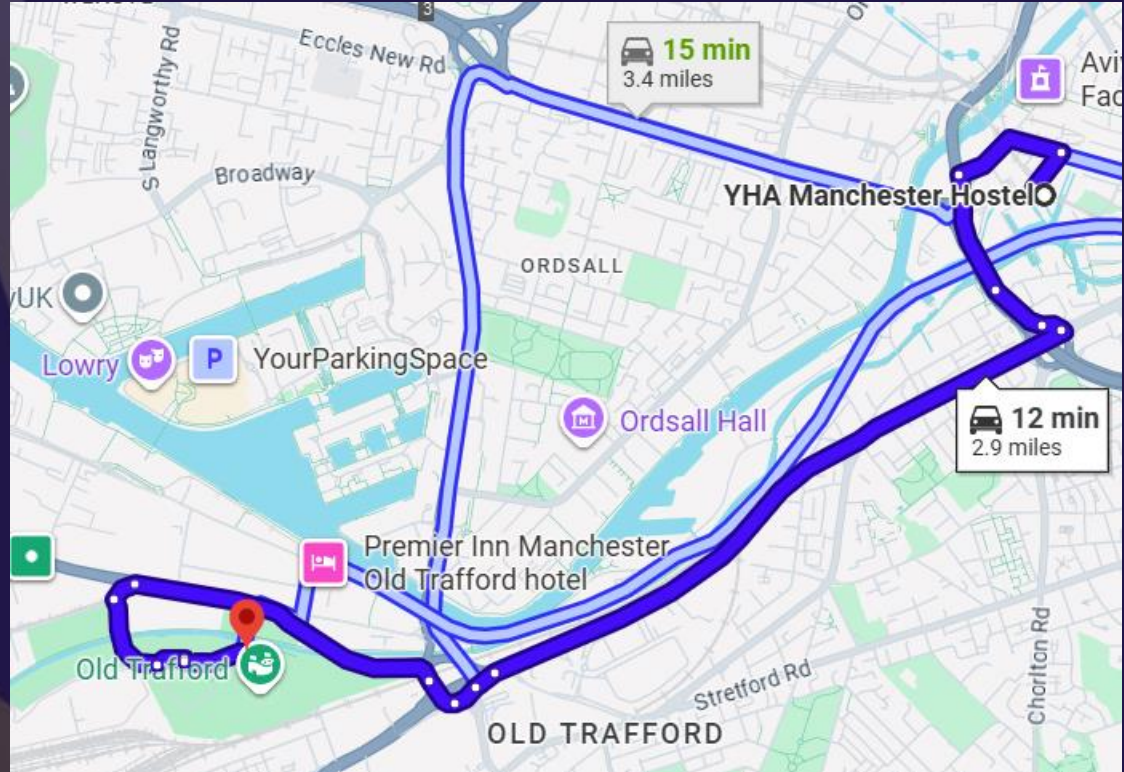 3
Eccles New Rd
15 min
3.4 miles
S Langworthy Rd
Broadway
YHA Manchester Hostel
ORDSALL
Lowry
P
YourParkingSpace
Ordsall Hall
12 min
2.9 miles
Premier Inn Manchester
Old Trafford hotel
Old Trafford
Stretford Rd
Chorlton Rd
OLD TRAFFORD